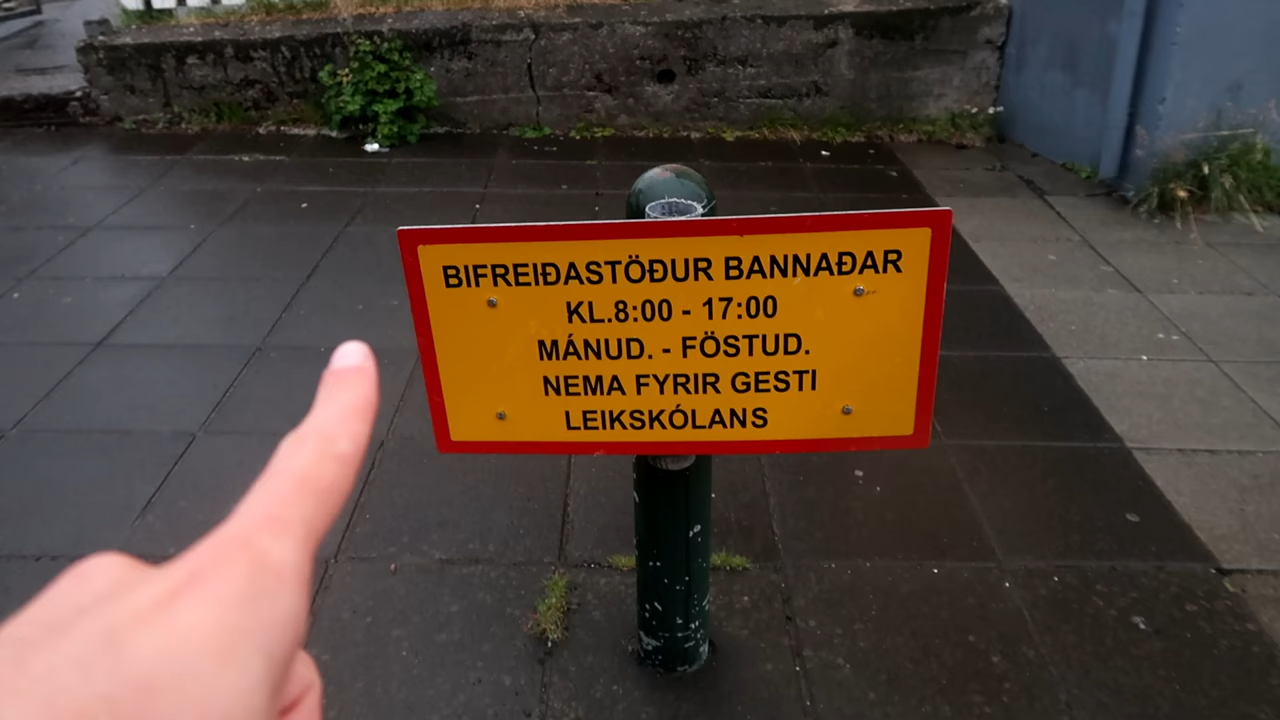 BIFREIÐASTÖÐUR BANNAÐAR
KL.8:00 - 17:00
MÁNUD. - FÖSTUD.
NEMA FYRIR GESTI
LEIKSKÓLANS